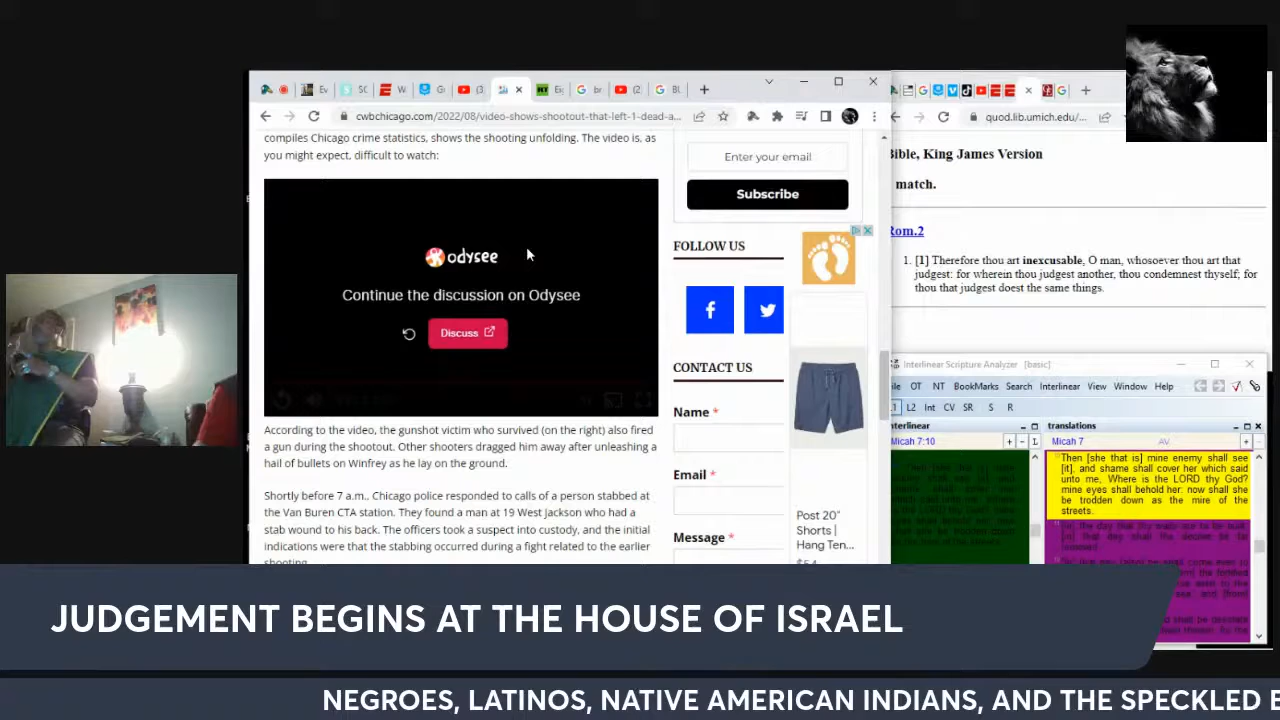 cwbchicago.com/2022/08/video-shows-shootout-that-left-1-dead-a...
compiles Chicago crime statistics, shows the shooting unfolding. The video is, as
you might expect, difficult to watch:
odysee
Continue the discussion on Odysee
Discuss
According to the video, the gunshot victim who survived (on the right) also fired
a gun during the shootout. Other shooters dragged him away after unleashing a
hail of bullets on Winfrey as he lay on the ground.
Shortly before 7 a.m.. Chicago police responded to calls of a person stabbed at
the Van Buren CTA station. They found a man at 19 West Jackson who had a
stab wound to his back. The officers took a suspect into custody, and the initial
indications were that the stabbing occurred during a fight related to the earlier
shooting
Enter your email
Subscribe
FOLLOW US
CONTACT US
Name *
Email *
Message *
Post 20"
Shorts |
Hang Ten...
quod.lib.umich.edu/...
Bible, King James Version
match.
Rom.2
1. [1] Therefore thou art inexcusable, O man, whosoever thou art that
judgest: for wherein thou judgest another, thou condemnest thyself; for
thou that judgest doest the same things.
Interlinear Scripture Analyzer [basic]
OT NT BookMarks Search Interlinear View Window Help
L2 Int CV SR S R
translations
Micah 7:10
Micah 7 AV
Then [she that is] mine enemy shall see
[it], and shame shall cover her which said
unto me, Where is the LORD thy God?
mine eyes shall behold her: now shall she
be trodden down as the mire of the
streets.
JUDGEMENT BEGINS AT THE HOUSE OF ISRAEL
NEGROES, LATINOS, NATIVE AMERICAN INDIANS, AND THE SPECKLED